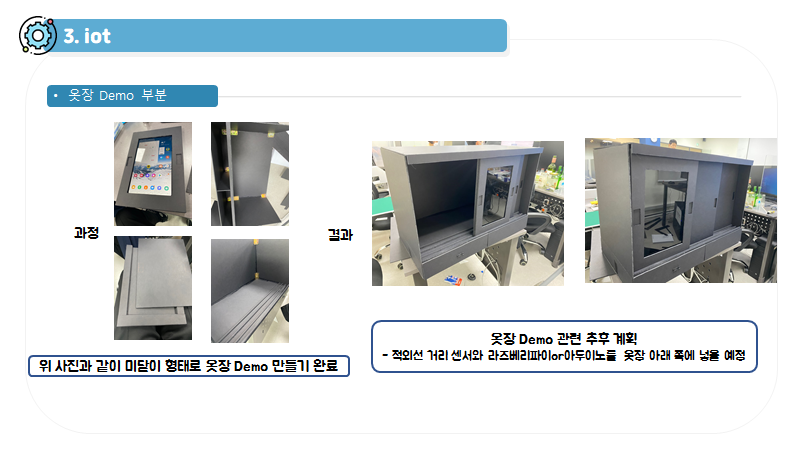 3. iot
• 옷장 Demo 부분
과정
결과
위 사진과 같이 미닫이 형태로 옷장 Demo 만들기 완료
옷장 Demo 관련 추후 계획
- 적외선 거리 센서와 라즈베리파이or아두이노를 옷장 아래 쪽에 넣을 예정